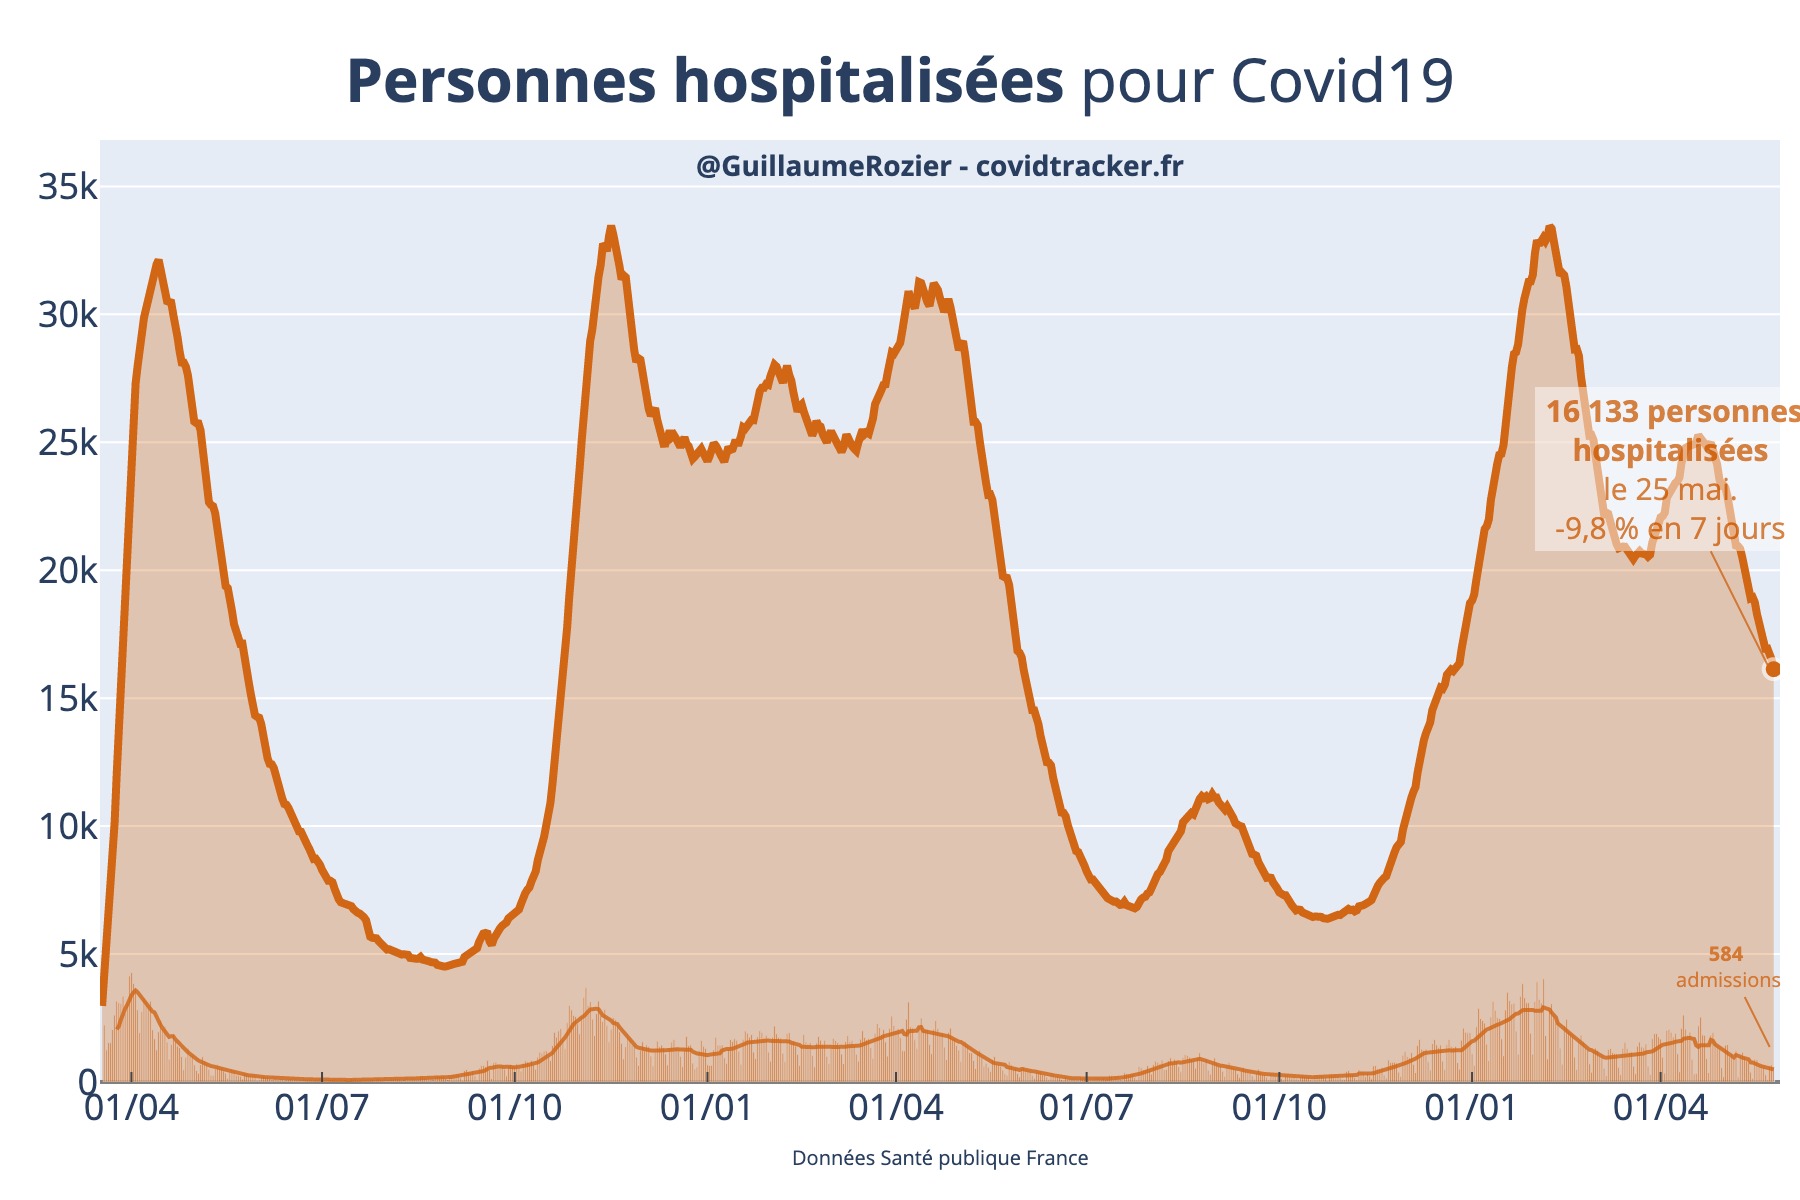 Personnes hospitalisées pour Covid19
@GuillaumeRozier - covidtracker.fr
35k
30k
25k
20k
15k
10k
5k
0
16 133 personnes
hospitalisées
le 25 mai.
-9,8 % en 7 jours
584
admissions
01/04 01/07 01/10 01/01 01/04 01/07 01/10 01/01 01/04
Données Santé publique France